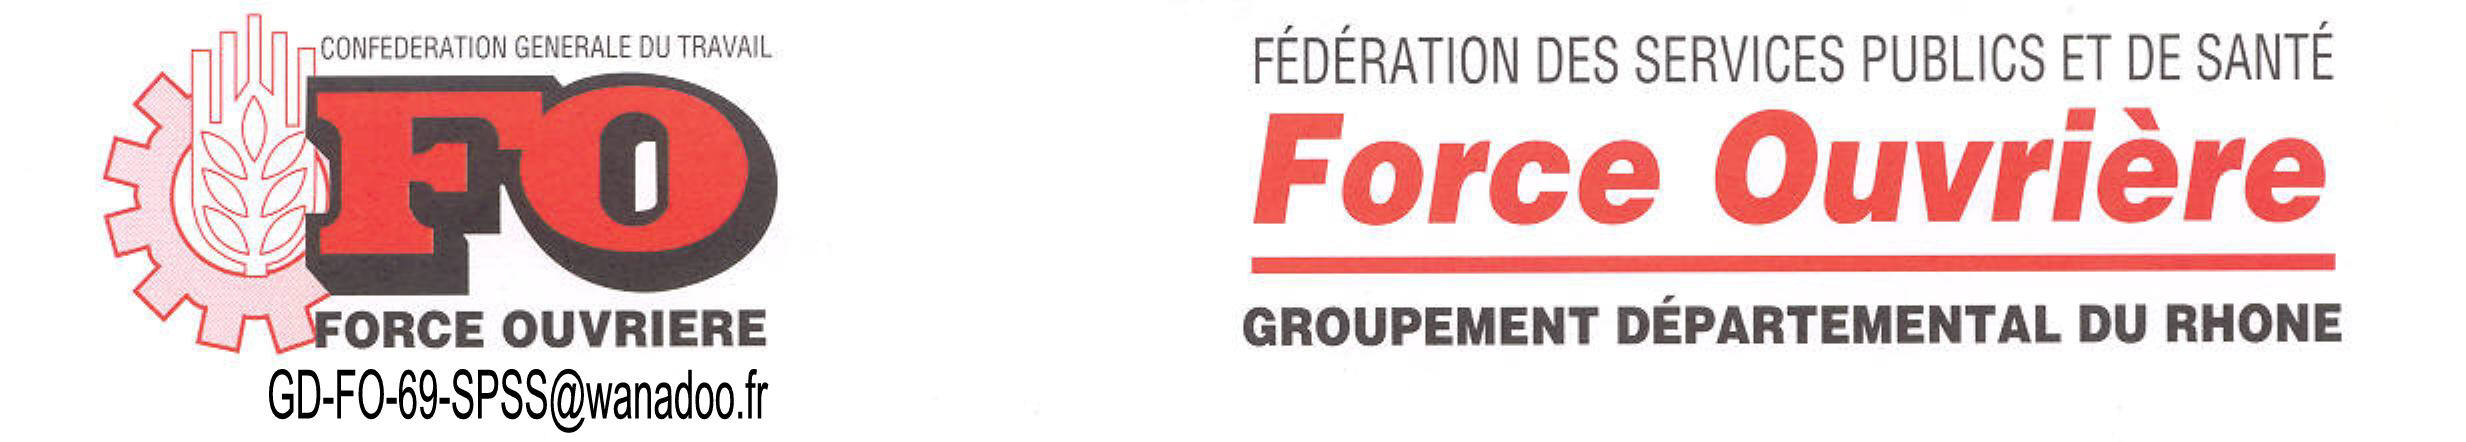 CONFEDERATION GENERALE DU TRAVAIL
FO
FORCE OUVRIERE
GD-FO-69-SPSS@wanadoo.fr
FÉDÉRATION DES SERVICES PUBLICS ET DE SANTÉ
Force Ouvrière
GROUPEMENT DÉPARTEMENTAL DU RHONE